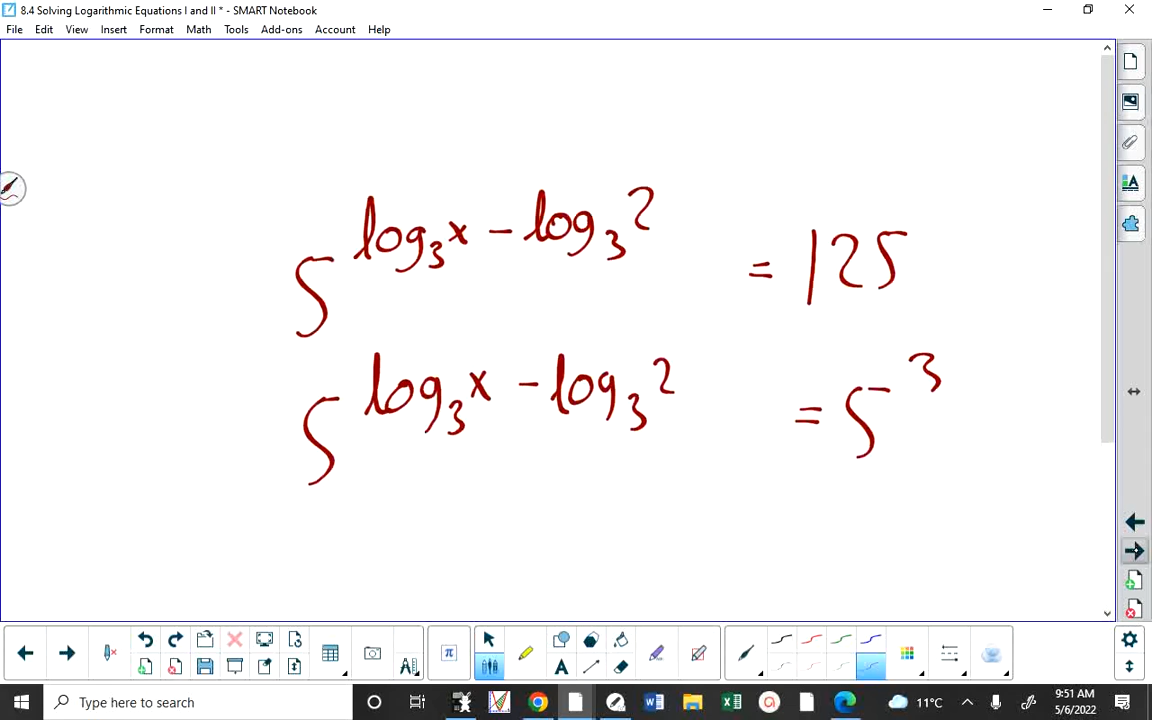 8.4 Solving Logarithmic Equations I and II * - SMART Notebook
File Edit View Insert Format Math Tools Add-ons Account Help
5^(log₃x - log₃2) = 125
5^(log₃x - log₃2) = 5³
π
A
Type here to search
11°C
9:51 AM
5/6/2022